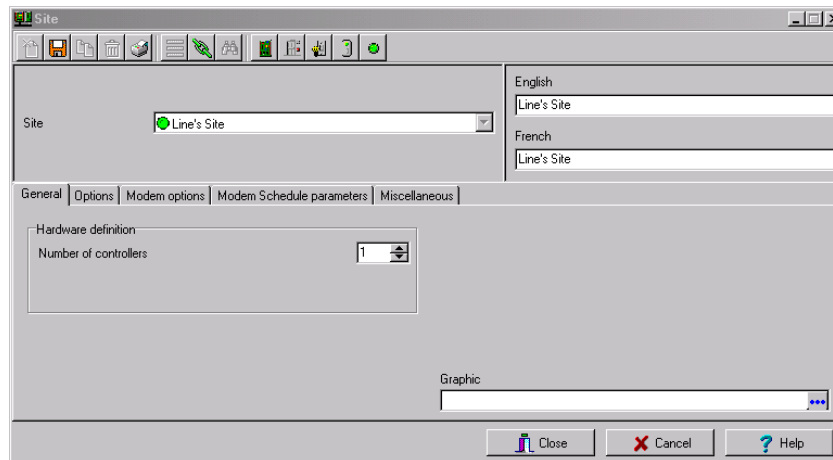 Site
English
Line's Site
Site
Line's Site
French
Line's Site
General Options Modem options Modem Schedule parameters Miscellaneous
Hardware definition
Number of controllers 1
Graphic
Close Cancel Help